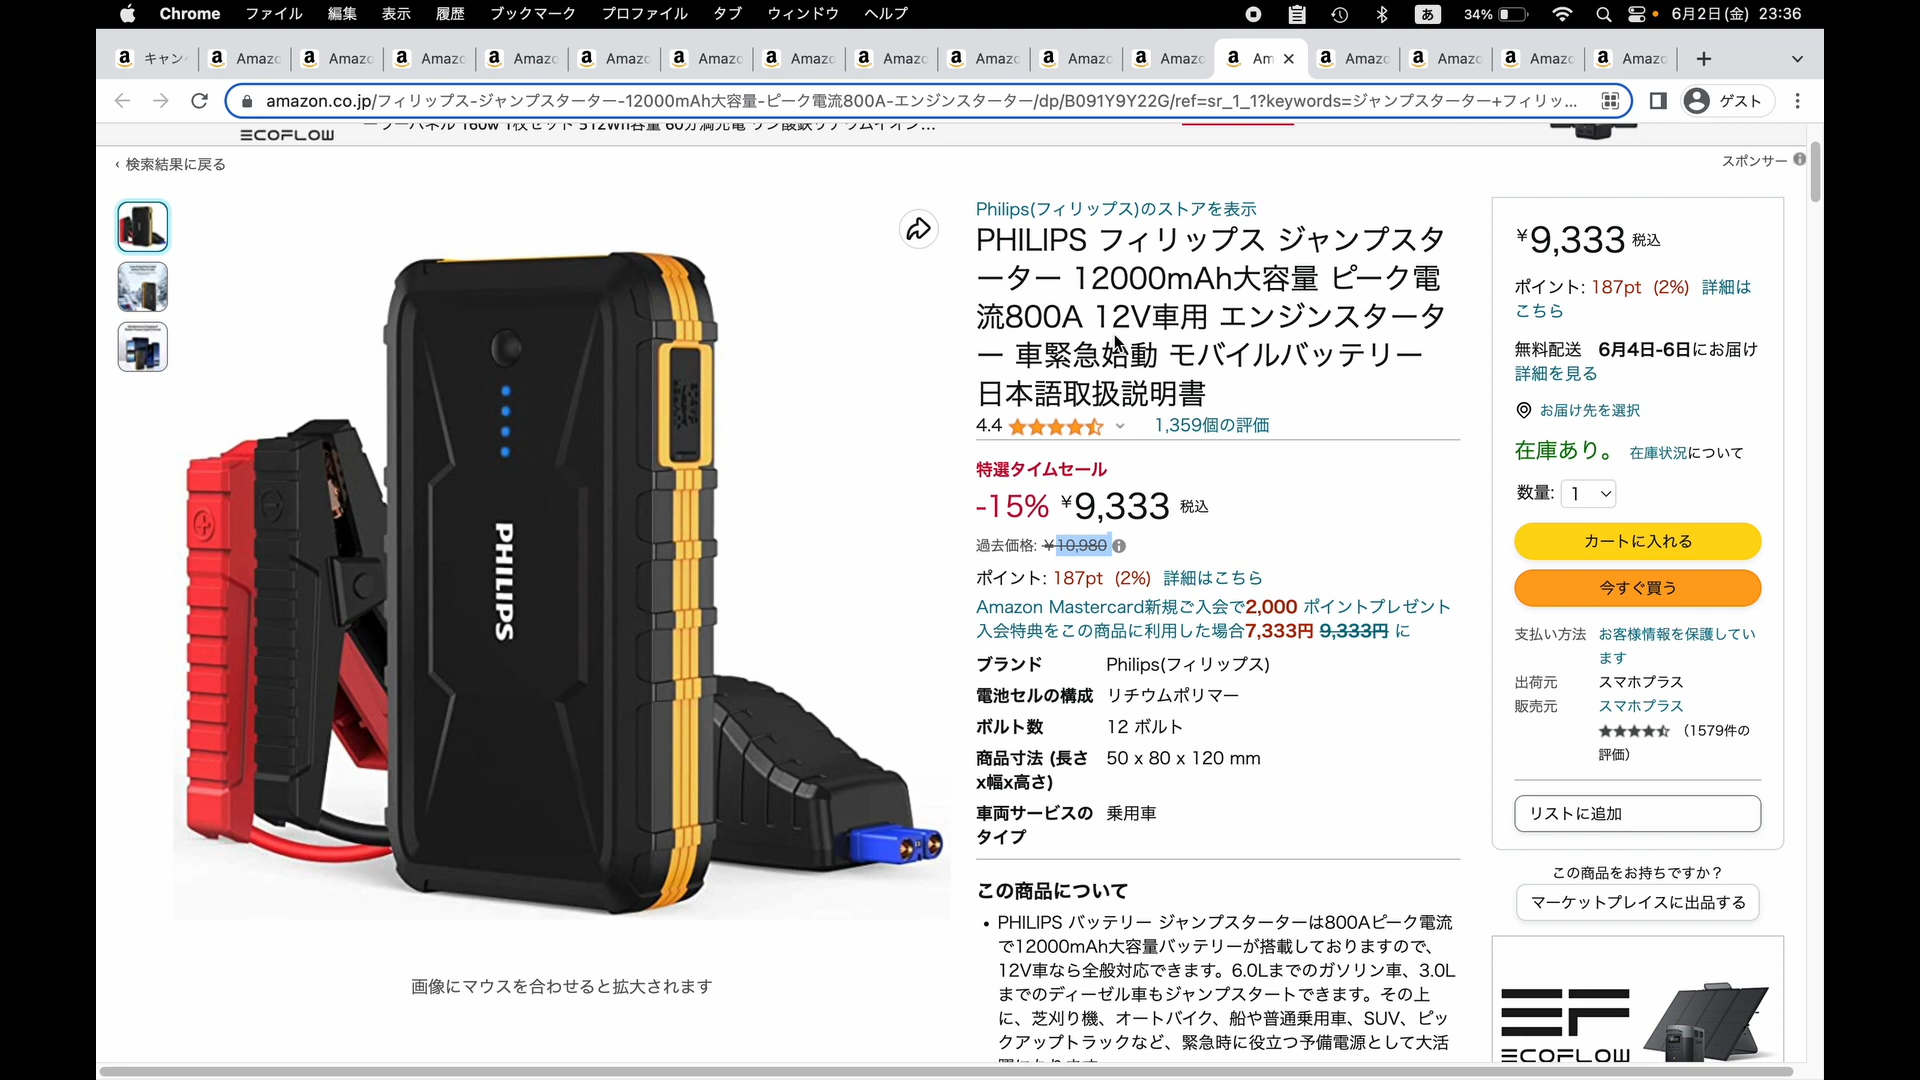 Chrome ファイル 編集 表示 履歴 ブックマーク プロファイル タブ ウィンドウ ヘルプ
あ 34% 6月2日(金) 23:36
キャン Amazo Amazo Amazo Amazo Amazo Amazo Amazo Amazo Amazo Amazo Amazo Am Amazo Amazo Amazo Amazo
amazon.co.jp/フィリップス-ジャンプスターター-12000mAh大容量-ピーク電流800A-エンジンスターター/dp/B091Y9Y22G/ref=sr_1_1?keywords=ジャンプスターター+フィリッ...
ゲスト
ECOFLOW
‹ 検索結果に戻る
スポンサー
PHILIPS
Philips(フィリップス)のストアを表示
PHILIPS フィリップス ジャンプスタ
ーター 12000mAh大容量 ピーク電
流800A 12V車用 エンジンスタータ
ー 車緊急始動 モバイルバッテリー
日本語取扱説明書
4.4 1,359個の評価
特選タイムセール
-15% ¥9,333 税込
過去価格: ¥10,980
ポイント: 187pt (2%) 詳細はこちら
Amazon Mastercard新規ご入会で2,000 ポイントプレゼント
入会特典をこの商品に利用した場合7,333円 9,333円 に
ブランド Philips(フィリップス)
電池セルの構成 リチウムポリマー
ボルト数 12 ボルト
商品寸法 (長さ 50 x 80 x 120 mm
x幅x高さ)
車両サービスの 乗用車
タイプ
この商品について
• PHILIPS バッテリー ジャンプスターターは800Aピーク電流
で12000mAh大容量バッテリーが搭載しておりますので、
12V車なら全般対応できます。6.0Lまでのガソリン車、3.0L
までのディーゼル車もジャンプスタートできます。その上
に、芝刈り機、オートバイク、船や普通乗用車、SUV、ピッ
クアップトラックなど、緊急時に役立つ予備電源として大活
画像にマウスを合わせると拡大されます
¥9,333 税込
ポイント: 187pt (2%) 詳細は
こちら
無料配送 6月4日-6日にお届け
詳細を見る
お届け先を選択
在庫あり。 在庫状況について
数量: 1
カートに入れる
今すぐ買う
支払い方法 お客様情報を保護してい
ます
出荷元 スマホプラス
販売元 スマホプラス
(1579件の
評価)
リストに追加
この商品をお持ちですか？
マーケットプレイスに出品する
ECOFLOW